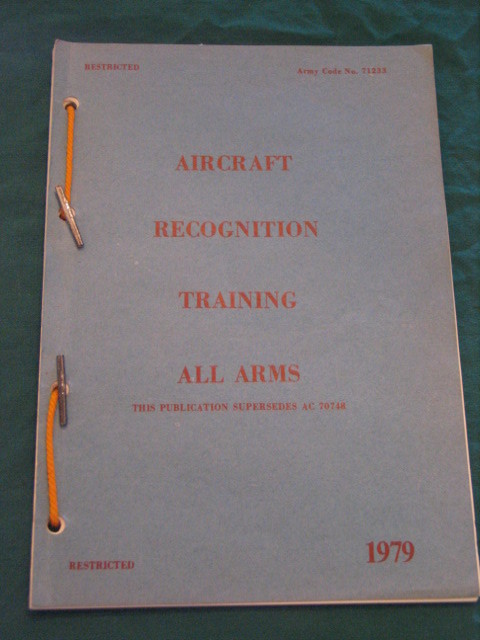 RESTRICTED
Army Code No. 71233
AIRCRAFT
RECOGNITION
TRAINING
ALL ARMS
THIS PUBLICATION SUPERSEDES AC 70748
RESTRICTED
1979